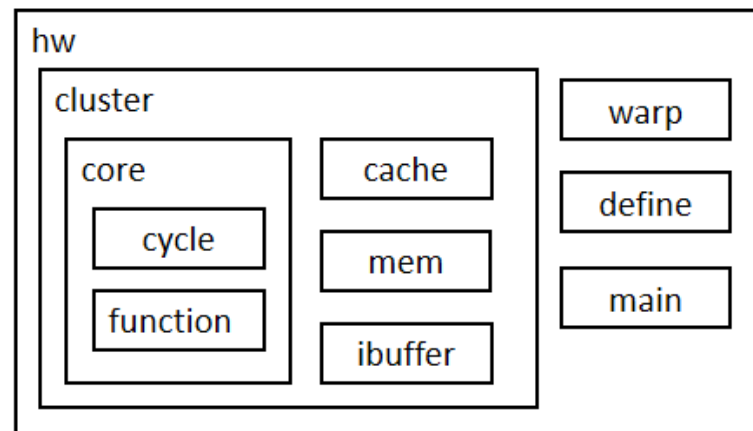 hw
cluster
core
cycle
function
cache
mem
ibuffer
warp
define
main